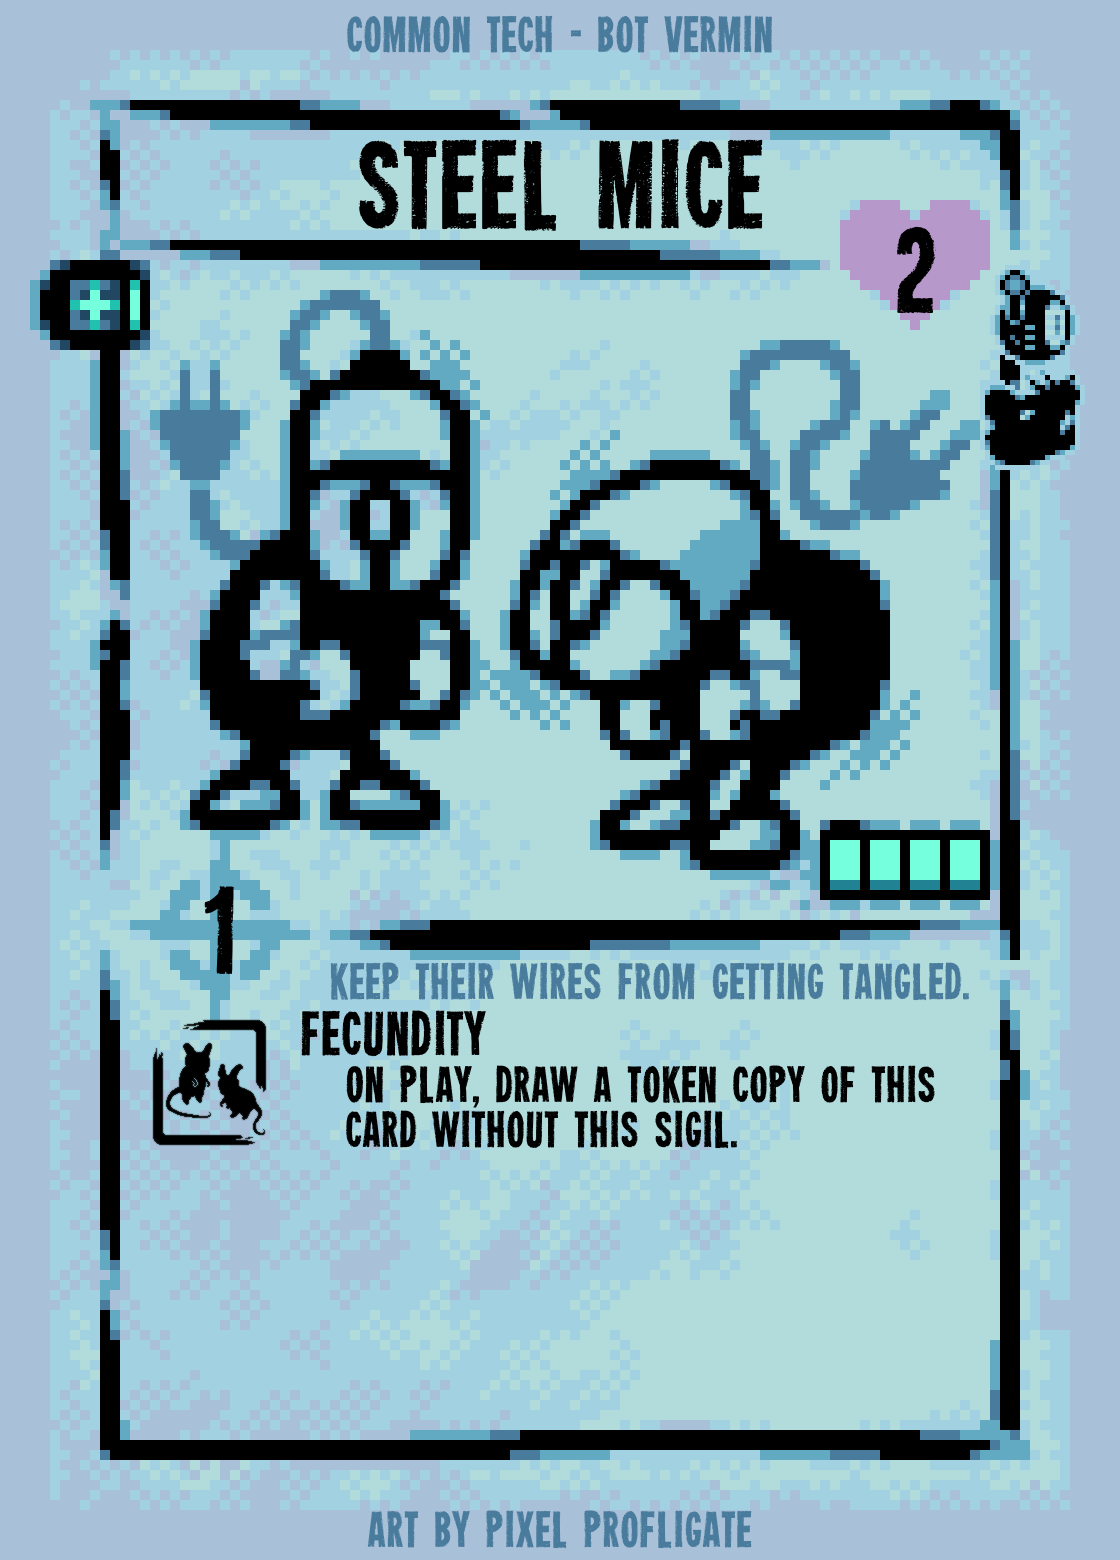 COMMON TECH - BOT VERMIN
STEEL MICE
2
1
KEEP THEIR WIRES FROM GETTING TANGLED.
FECUNDITY
ON PLAY, DRAW A TOKEN COPY OF THIS
CARD WITHOUT THIS SIGIL.
ART BY PIXEL PROFLIGATE